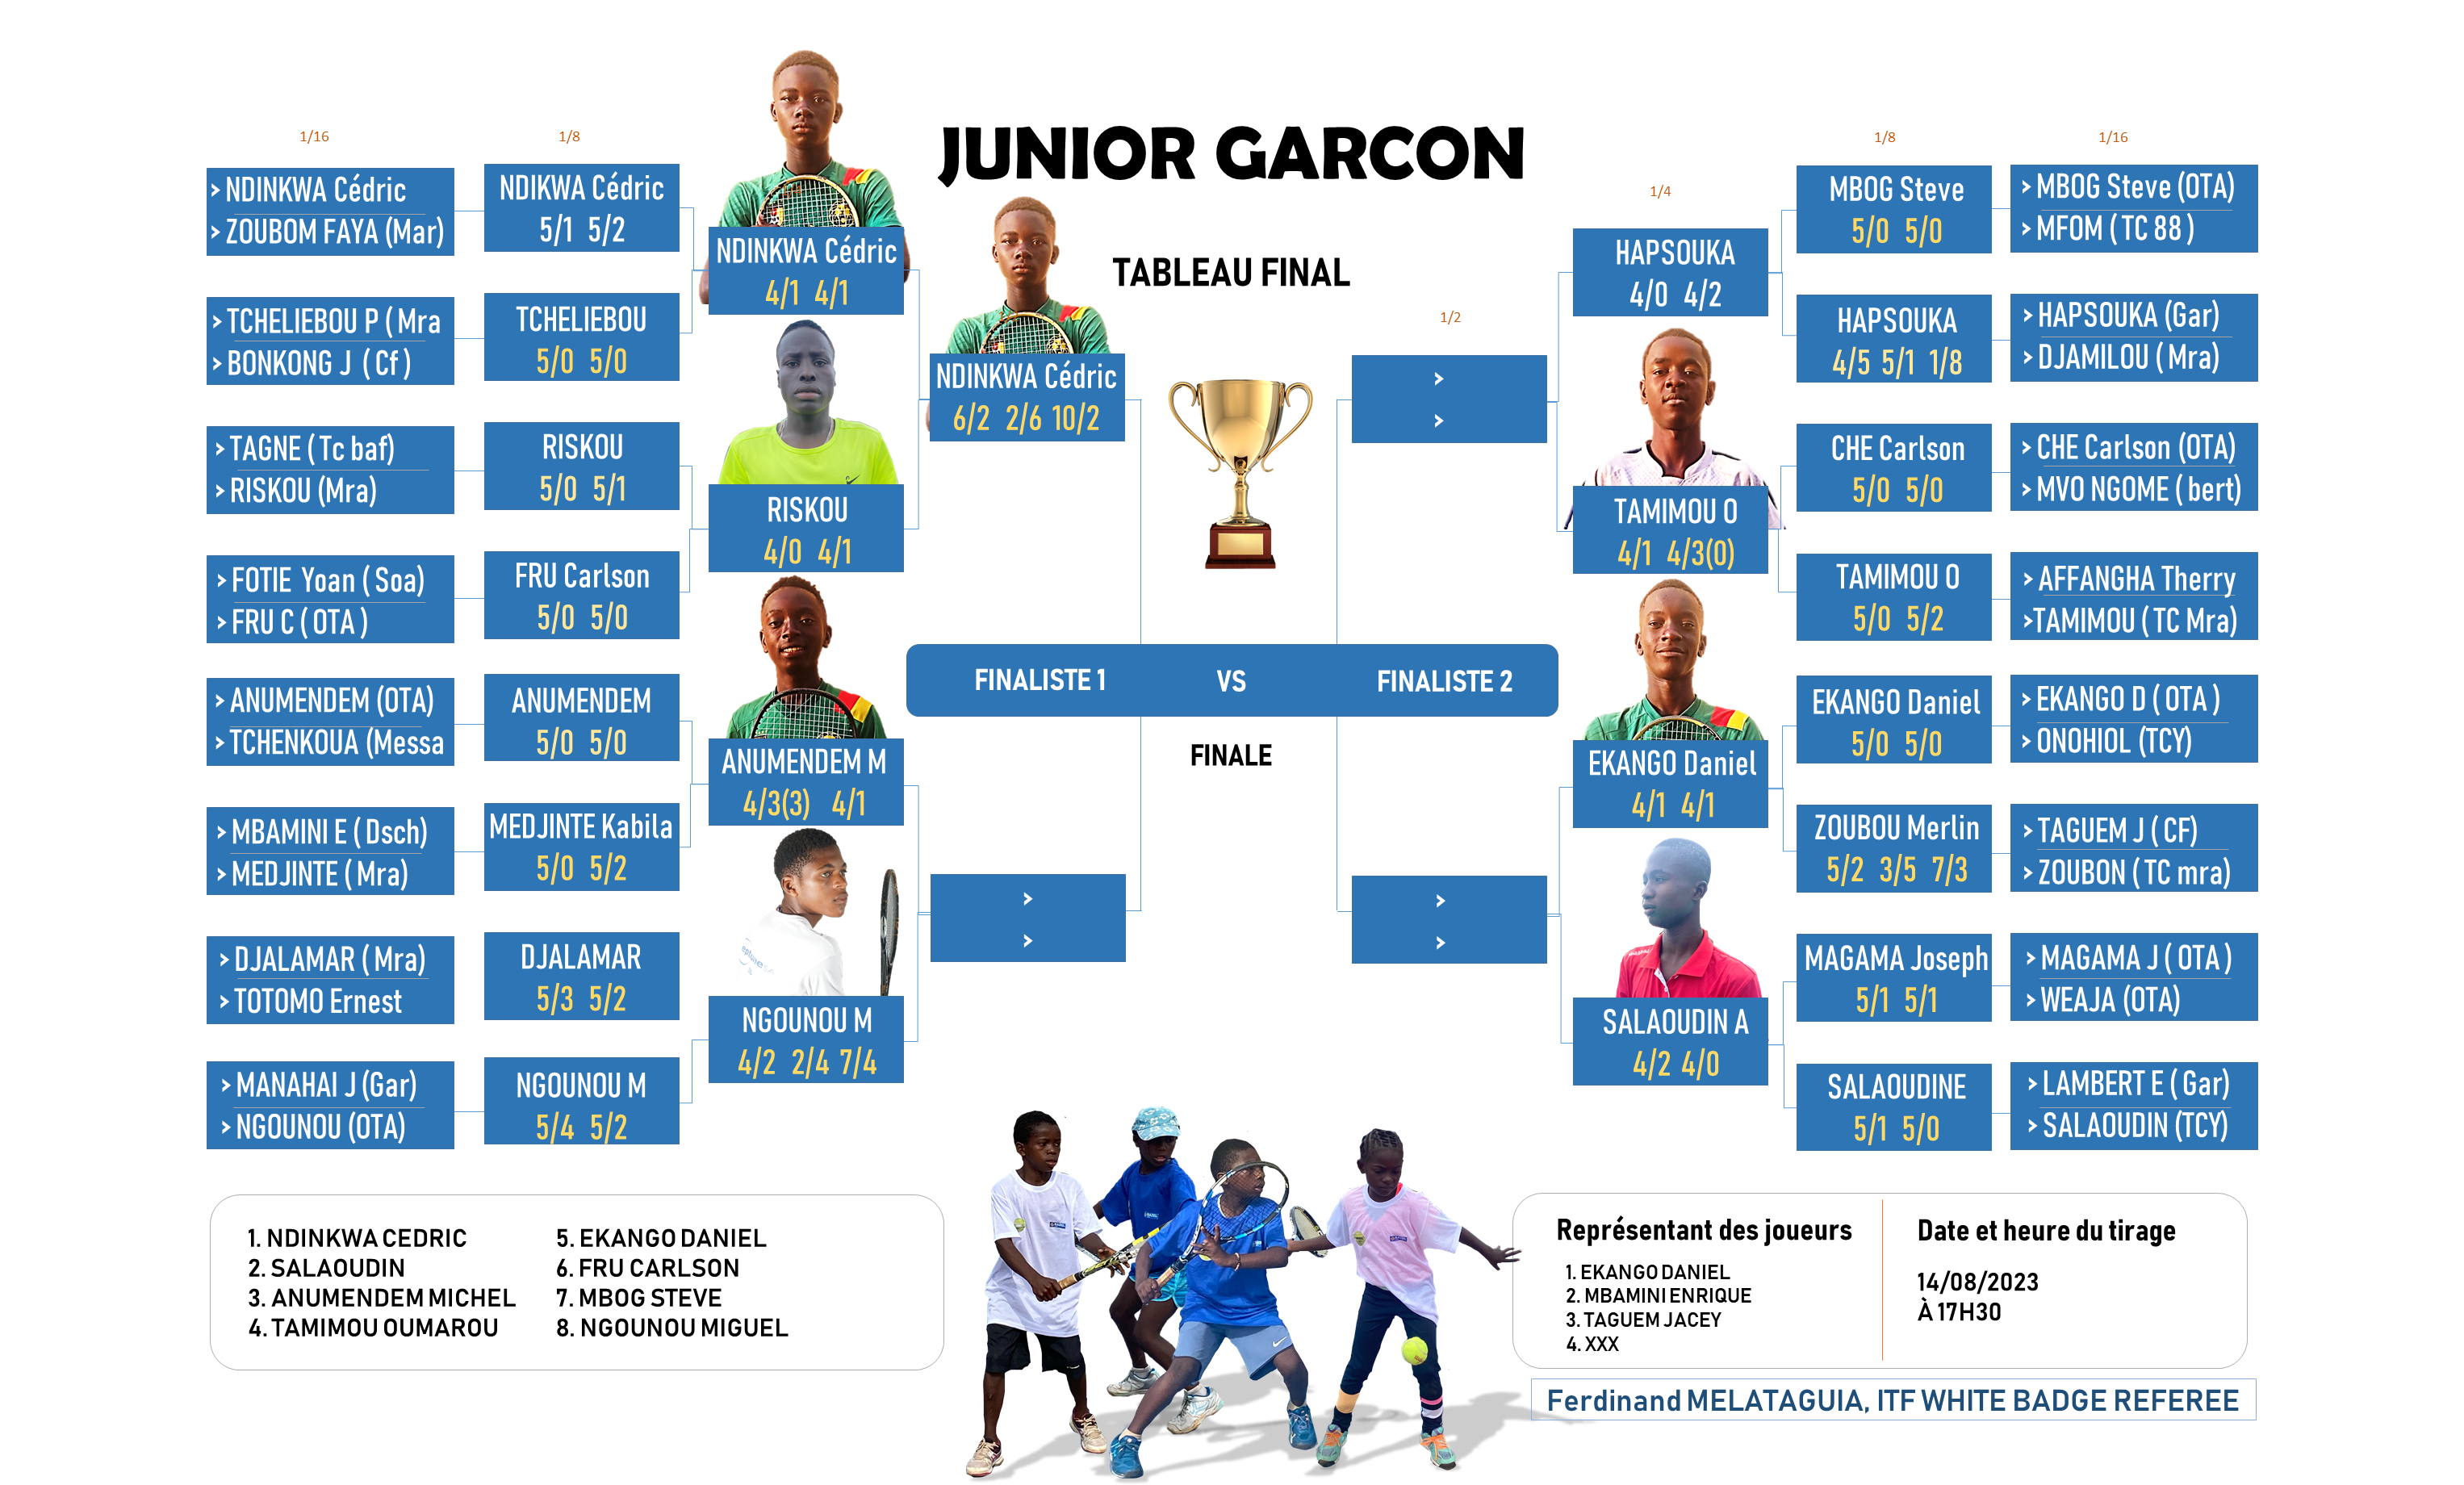 JUNIOR GARCON
TABLEAU FINAL
1/16
1/8
> NDINKWA Cédric
> ZOUBOM FAYA (Mar)
> TCHELIEBOU P ( Mra
> BONKONG J ( Cf )
> TAGNE ( Tc baf)
> RISKOU (Mra)
> FOTIE Yoan ( Soa)
> FRU C ( OTA )
> ANUMENDEM (OTA)
> TCHENKOUA (Messa
> MBAMINI E ( Dsch)
> MEDJINTE ( Mra)
> DJALAMAR ( Mra)
> TOTOMO Ernest
> MANAHAI J (Gar)
> NGOUNOU (OTA)
NDIKWA Cédric
5/1 5/2
TCHELIEBOU
5/0 5/0
RISKOU
5/0 5/1
FRU Carlson
5/0 5/0
ANUMENDEM
5/0 5/0
MEDJINTE Kabila
5/0 5/2
DJALAMAR
5/3 5/2
NGOUNOU M
5/4 5/2
NDINKWA Cédric
4/1 4/1
RISKOU
4/0 4/1
ANUMENDEM M
4/3(3) 4/1
NGOUNOU M
4/2 2/4 7/4
NDINKWA Cédric
6/2 2/6 10/2
>
>
FINALISTE 1
VS
FINALISTE 2
FINALE
1/2
>
>
>
>
1/4
HAPSOUKA
4/0 4/2
TAMIMOU O
4/1 4/3(0)
EKANGO Daniel
4/1 4/1
SALAOUDIN A
4/2 4/0
1/8
MBOG Steve
5/0 5/0
HAPSOUKA
4/5 5/1 1/8
CHE Carlson
5/0 5/0
TAMIMOU O
5/0 5/2
EKANGO Daniel
5/0 5/0
ZOUBOU Merlin
5/2 3/5 7/3
MAGAMA Joseph
5/1 5/1
SALAOUDINE
5/1 5/0
1/16
> MBOG Steve (OTA)
> MFOM ( TC 88 )
> HAPSOUKA (Gar)
> DJAMILOU ( Mra)
> CHE Carlson (OTA)
> MVO NGOME ( bert)
> AFFANGHA Therry
>TAMIMOU ( TC Mra)
> EKANGO D ( OTA )
> ONOHIOL (TCY)
> TAGUEM J ( CF)
> ZOUBON ( TC mra)
> MAGAMA J ( OTA )
> WEAJA (OTA)
> LAMBERT E ( Gar)
> SALAOUDIN (TCY)
1. NDINKWA CEDRIC
2. SALAOUDIN
3. ANUMENDEM MICHEL
4. TAMIMOU OUMAROU
5. EKANGO DANIEL
6. FRU CARLSON
7. MBOG STEVE
8. NGOUNOU MIGUEL
Représentant des joueurs
1. EKANGO DANIEL
2. MBAMINI ENRIQUE
3. TAGUEM JACEY
4. XXX
Date et heure du tirage
14/08/2023
À 17H30
Ferdinand MELATAGUIA, ITF WHITE BADGE REFEREE